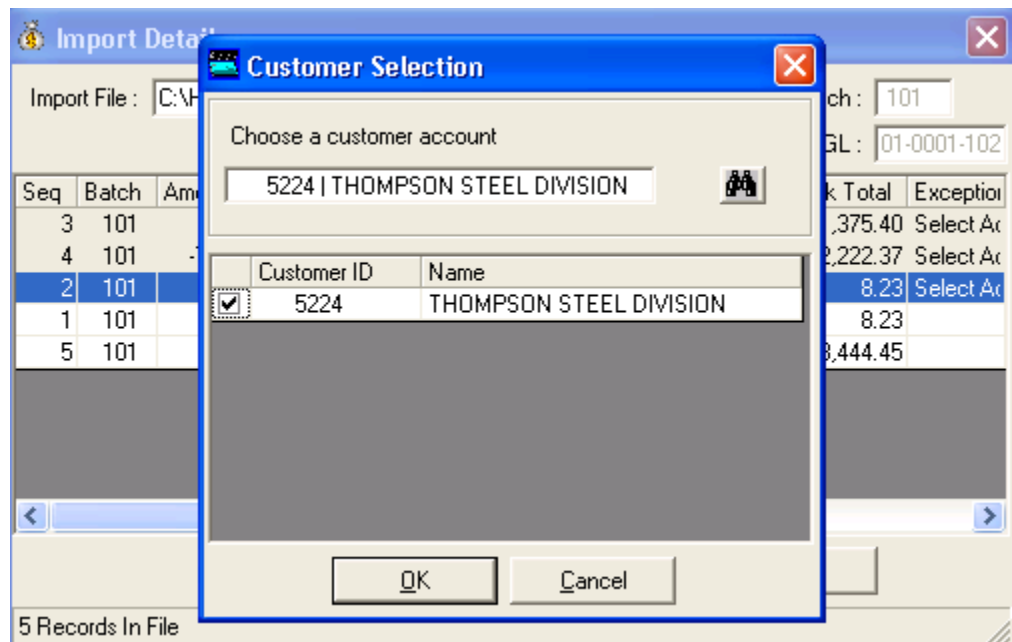 Import Detail
Customer Selection
Import File : C:\H
ch : 101
Choose a customer account
GL : 01-0001-102
5224 | THOMPSON STEEL DIVISION
Seq Batch Am k Total Exception
3 101 ,375.40 Select Ac
4 101 -7 2,222.37 Select Ac
2 101 8.23 Select Ac
1 101 8.23
5 101 3,444.45
Customer ID Name
5224 THOMPSON STEEL DIVISION
OK Cancel
5 Records In File